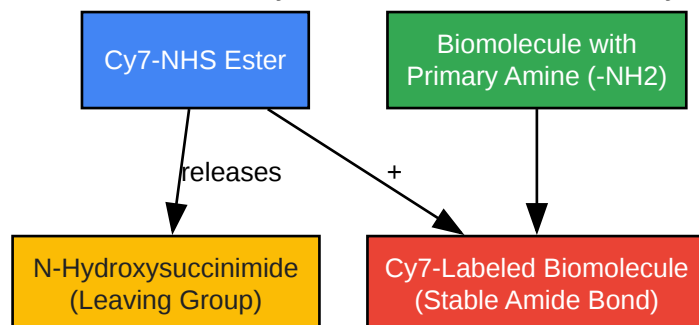 Cy7-NHS Ester
Biomolecule with
Primary Amine (-NH2)
releases
+
N-Hydroxysuccinimide
(Leaving Group)
Cy7-Labeled Biomolecule
(Stable Amide Bond)